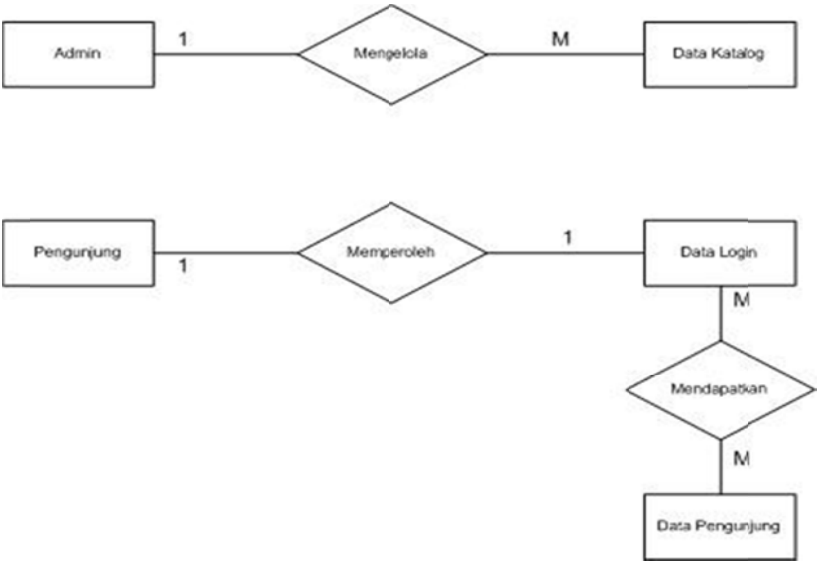 Admin
1
Mengelola
M
Data Katalog
Pengunjung
1
Memperoleh
1
Data Login
M
Mendapatkan
M
Data Pengunjung